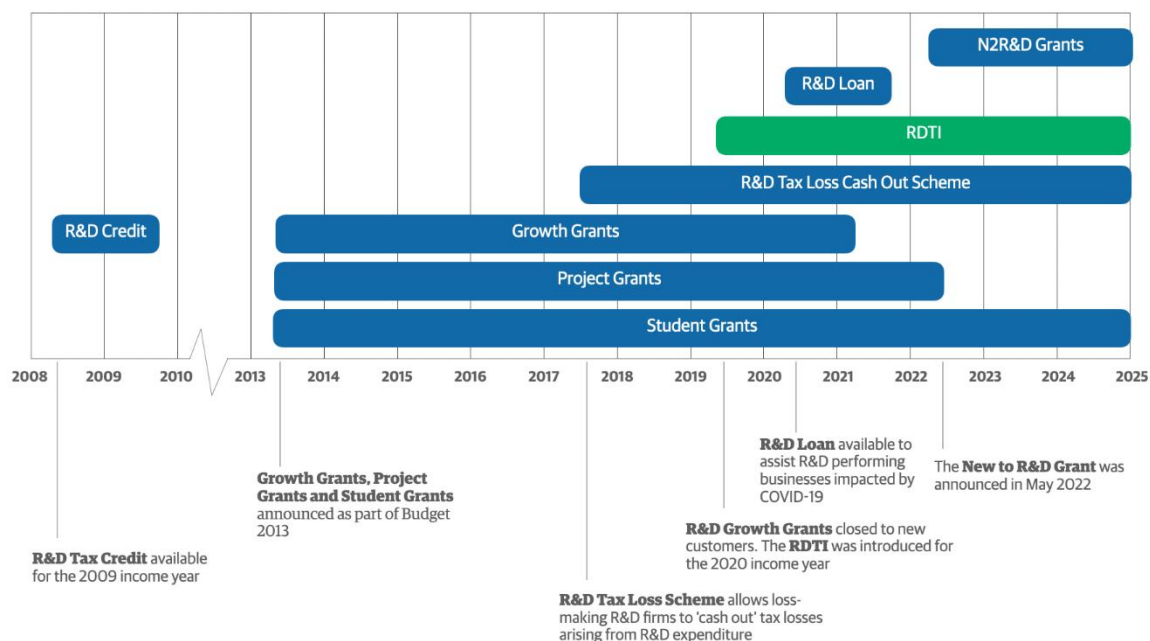 N2R&D Grants
R&D Loan
RDTI
R&D Tax Loss Cash Out Scheme
R&D Credit
Growth Grants
Project Grants
Student Grants
2008 2009 2010 2013 2014 2015 2016 2017 2018 2019 2020 2021 2022 2023 2024 2025
R&D Loan available to
assist R&D performing
businesses impacted by
COVID-19
The New to R&D Grant was
announced in May 2022
Growth Grants, Project
Grants and Student Grants
announced as part of Budget
2013
R&D Growth Grants closed to new
customers. The RDTI was introduced for
the 2020 income year
R&D Tax Credit available
for the 2009 income year
R&D Tax Loss Scheme allows loss-
making R&D firms to ‘cash out’ tax losses
arising from R&D expenditure